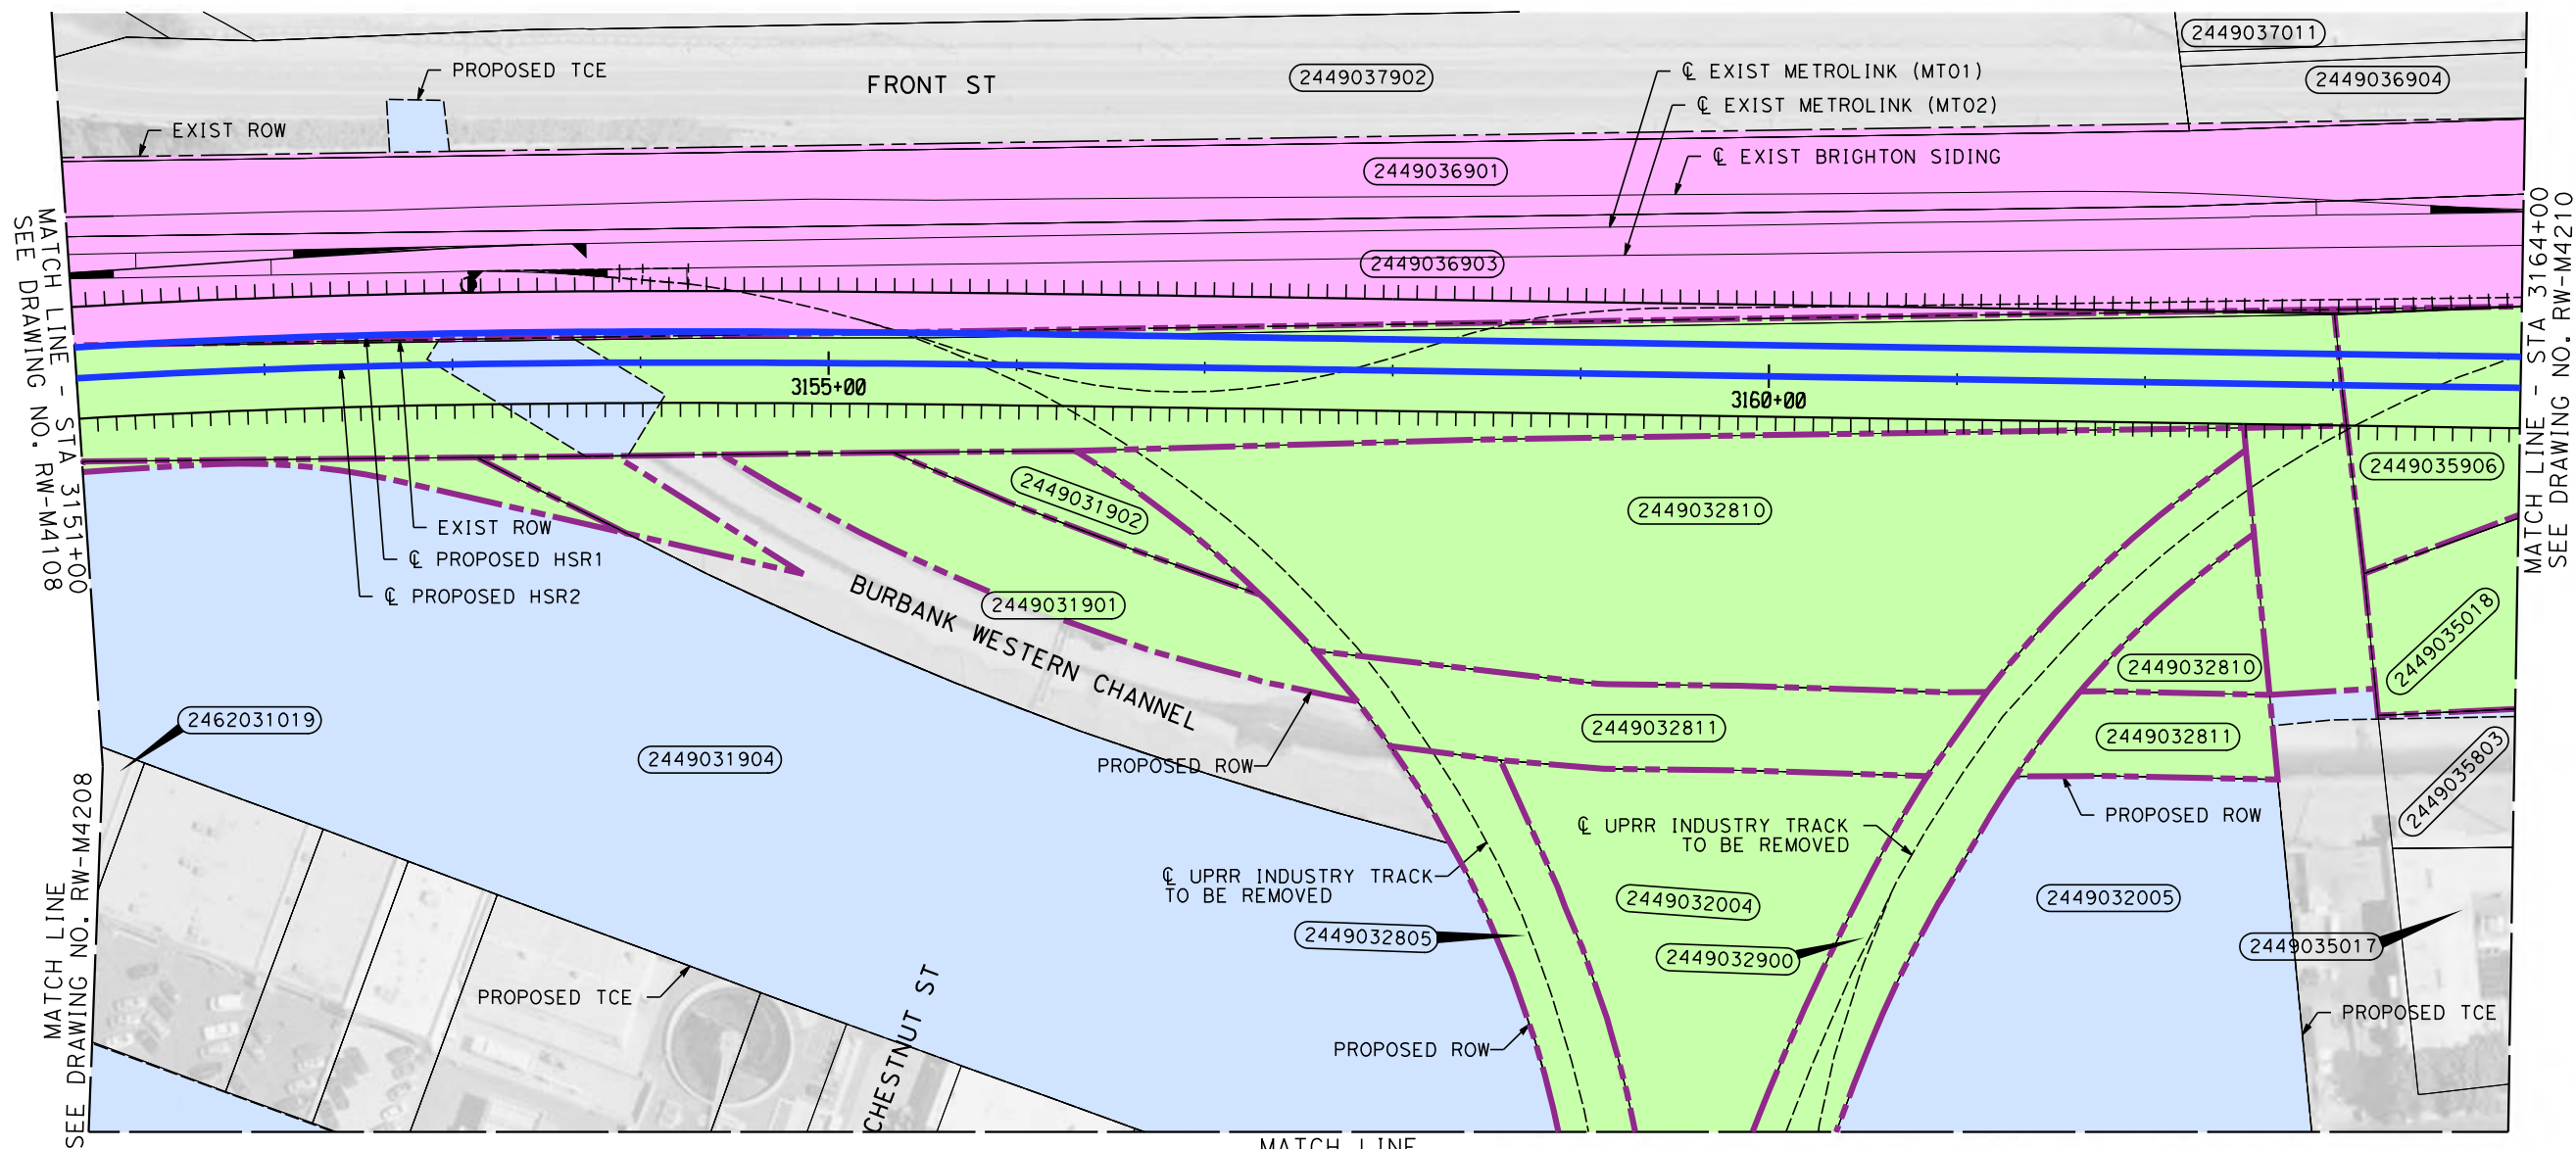 2449037011
PROPOSED TCE
FRONT ST
2449037902
℄ EXIST METROLINK (MT01)
2449036904
℄ EXIST METROLINK (MT02)
EXIST ROW
℄ EXIST BRIGHTON SIDING
2449036901
2449036903
MATCH LINE - STA 3151+00
SEE DRAWING NO. RW-M4108
MATCH LINE - STA 3164+00
SEE DRAWING NO. RW-M4210
3155+00
3160+00
2449035906
2449031902
2449032810
EXIST ROW
℄ PROPOSED HSR1
℄ PROPOSED HSR2
2449031901
BURBANK WESTERN CHANNEL
2449035018
2449032810
2462031019
2449032811
2449032811
2449031904
PROPOSED ROW
2449035803
PROPOSED ROW
℄ UPRR INDUSTRY TRACK
TO BE REMOVED
℄ UPRR INDUSTRY TRACK
TO BE REMOVED
2449032004
2449032005
2449032805
2449032900
2449035017
MATCH LINE
SEE DRAWING NO. RW-M4208
PROPOSED TCE
CHESTNUT ST
PROPOSED ROW
PROPOSED TCE
MATCH LINE